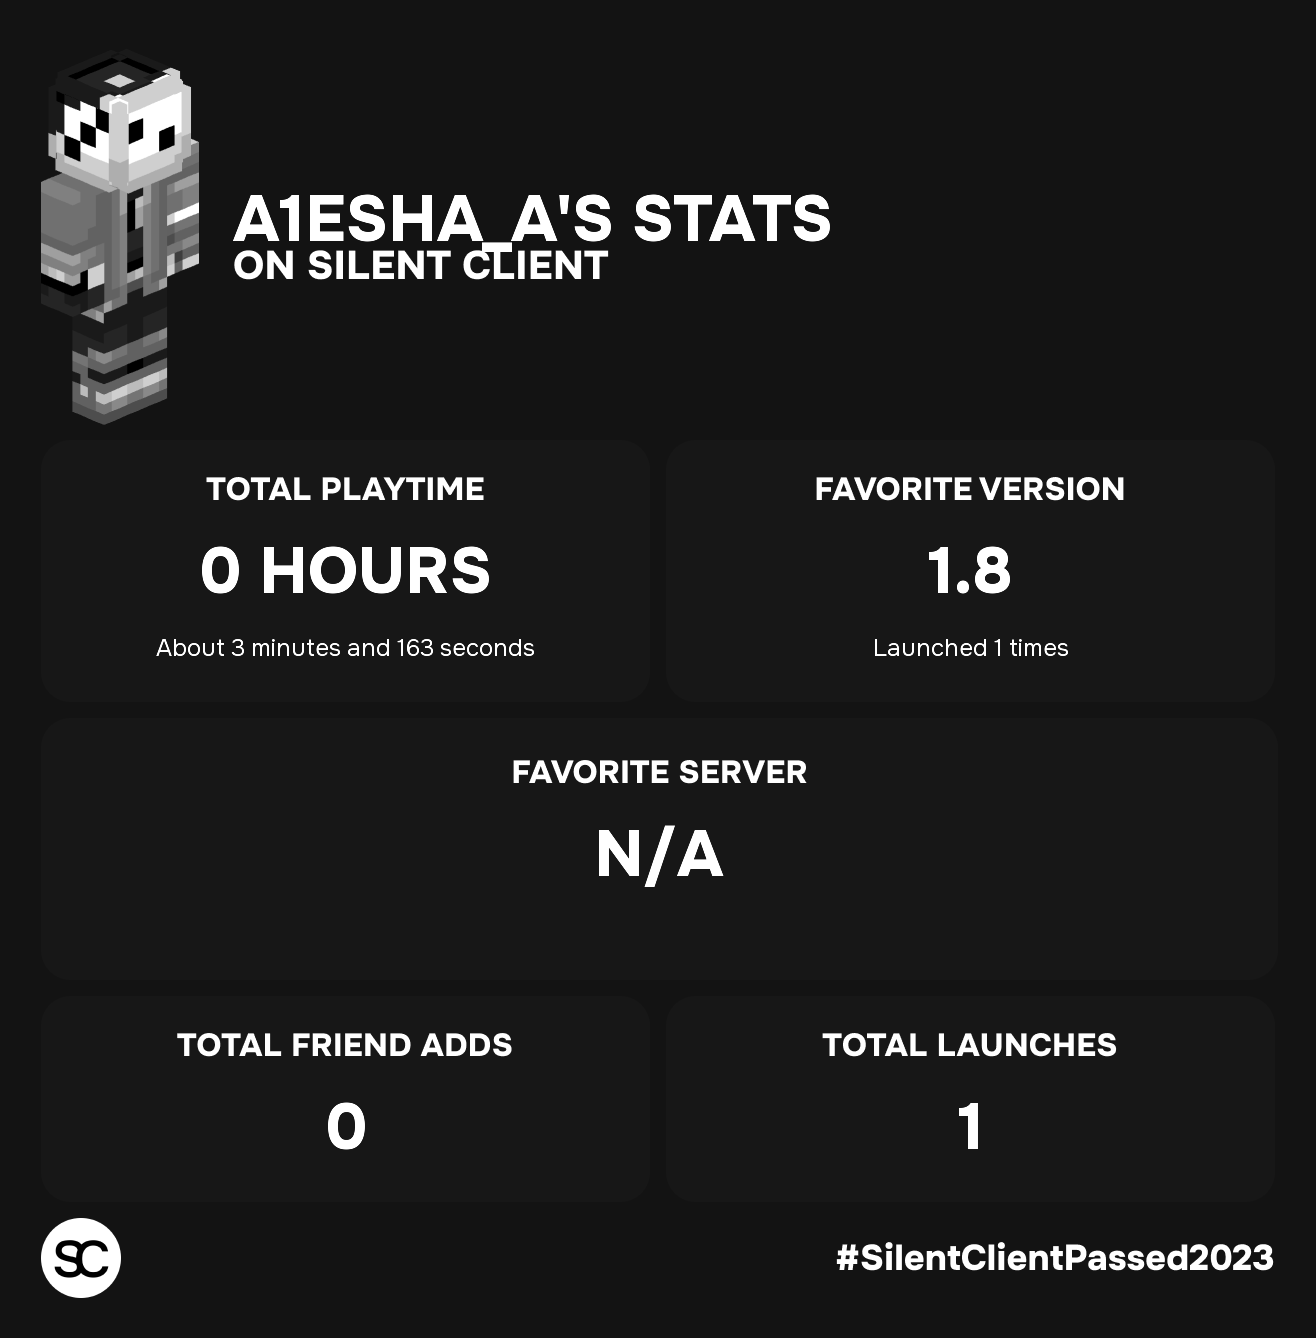 A1ESHA_A'S STATS
ON SILENT CLIENT
TOTAL PLAYTIME
0 HOURS
About 3 minutes and 163 seconds
FAVORITE VERSION
1.8
Launched 1 times
FAVORITE SERVER
N/A
TOTAL FRIEND ADDS
0
TOTAL LAUNCHES
1
SC
#SilentClientPassed2023